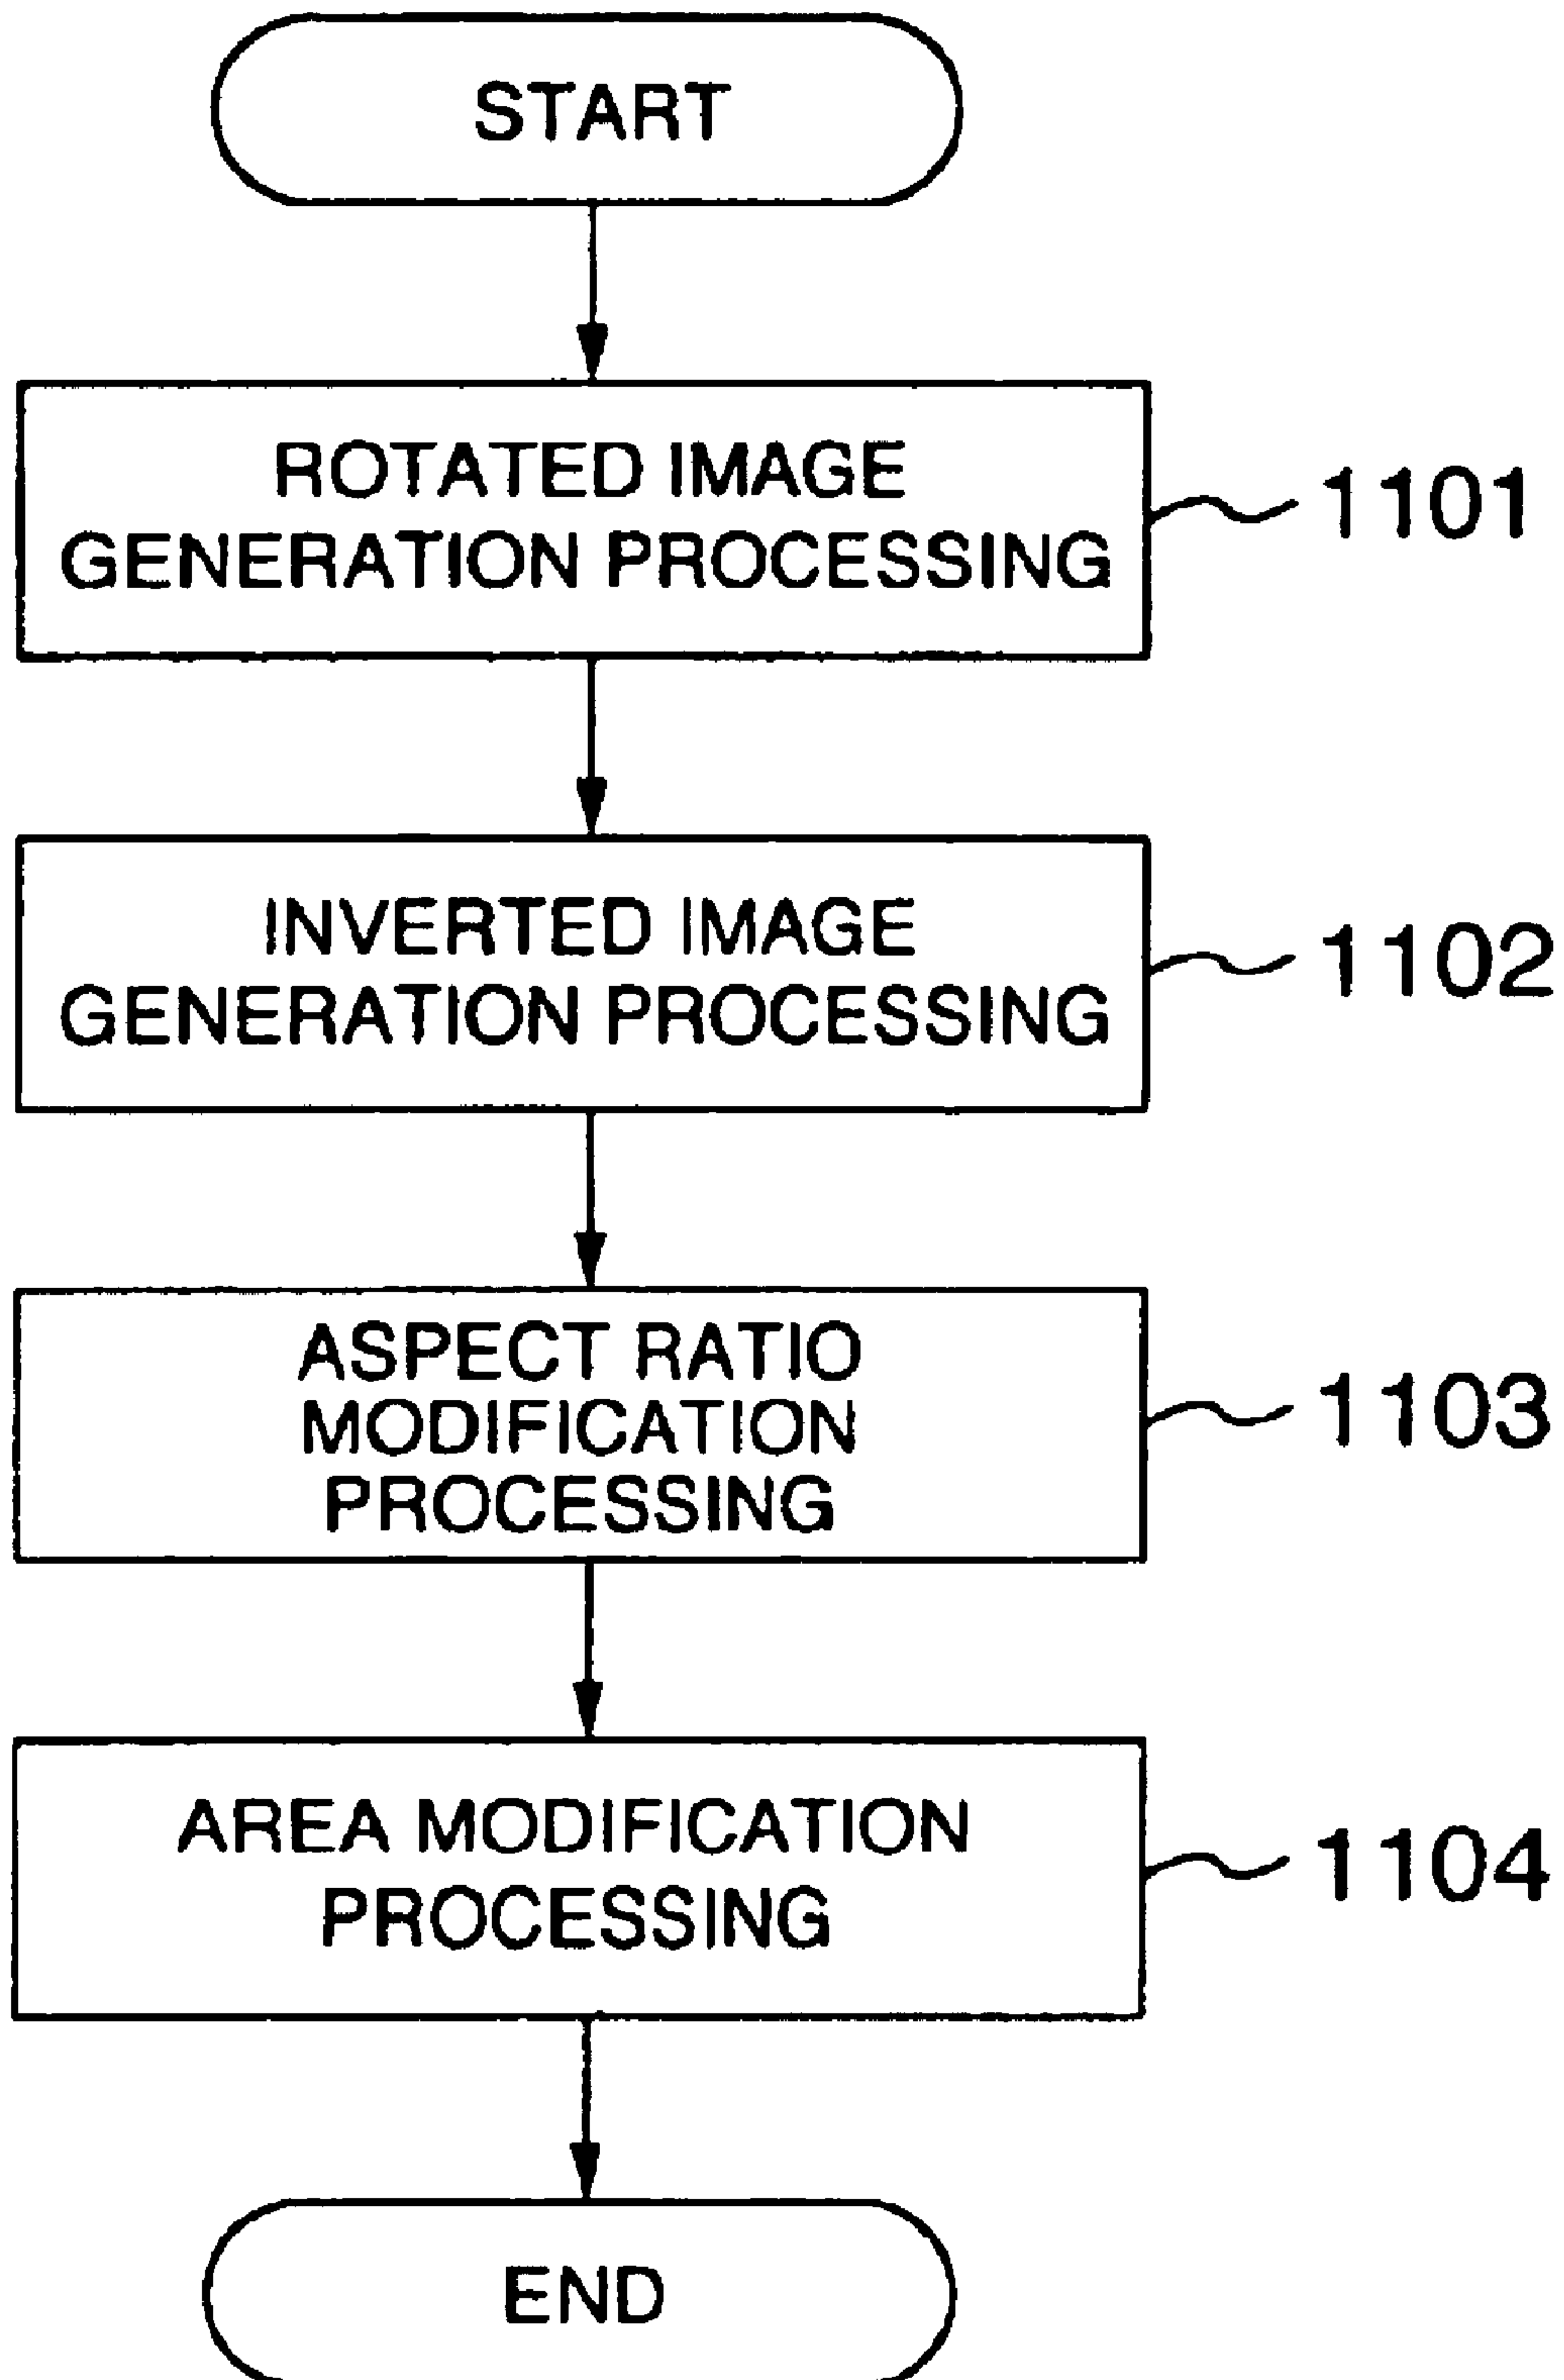 START
ROTATED IMAGE
GENERATION PROCESSING
1101
INVERTED IMAGE
GENERATION PROCESSING
1102
ASPECT RATIO
MODIFICATION
PROCESSING
1103
AREA MODIFICATION
PROCESSING
1104
END